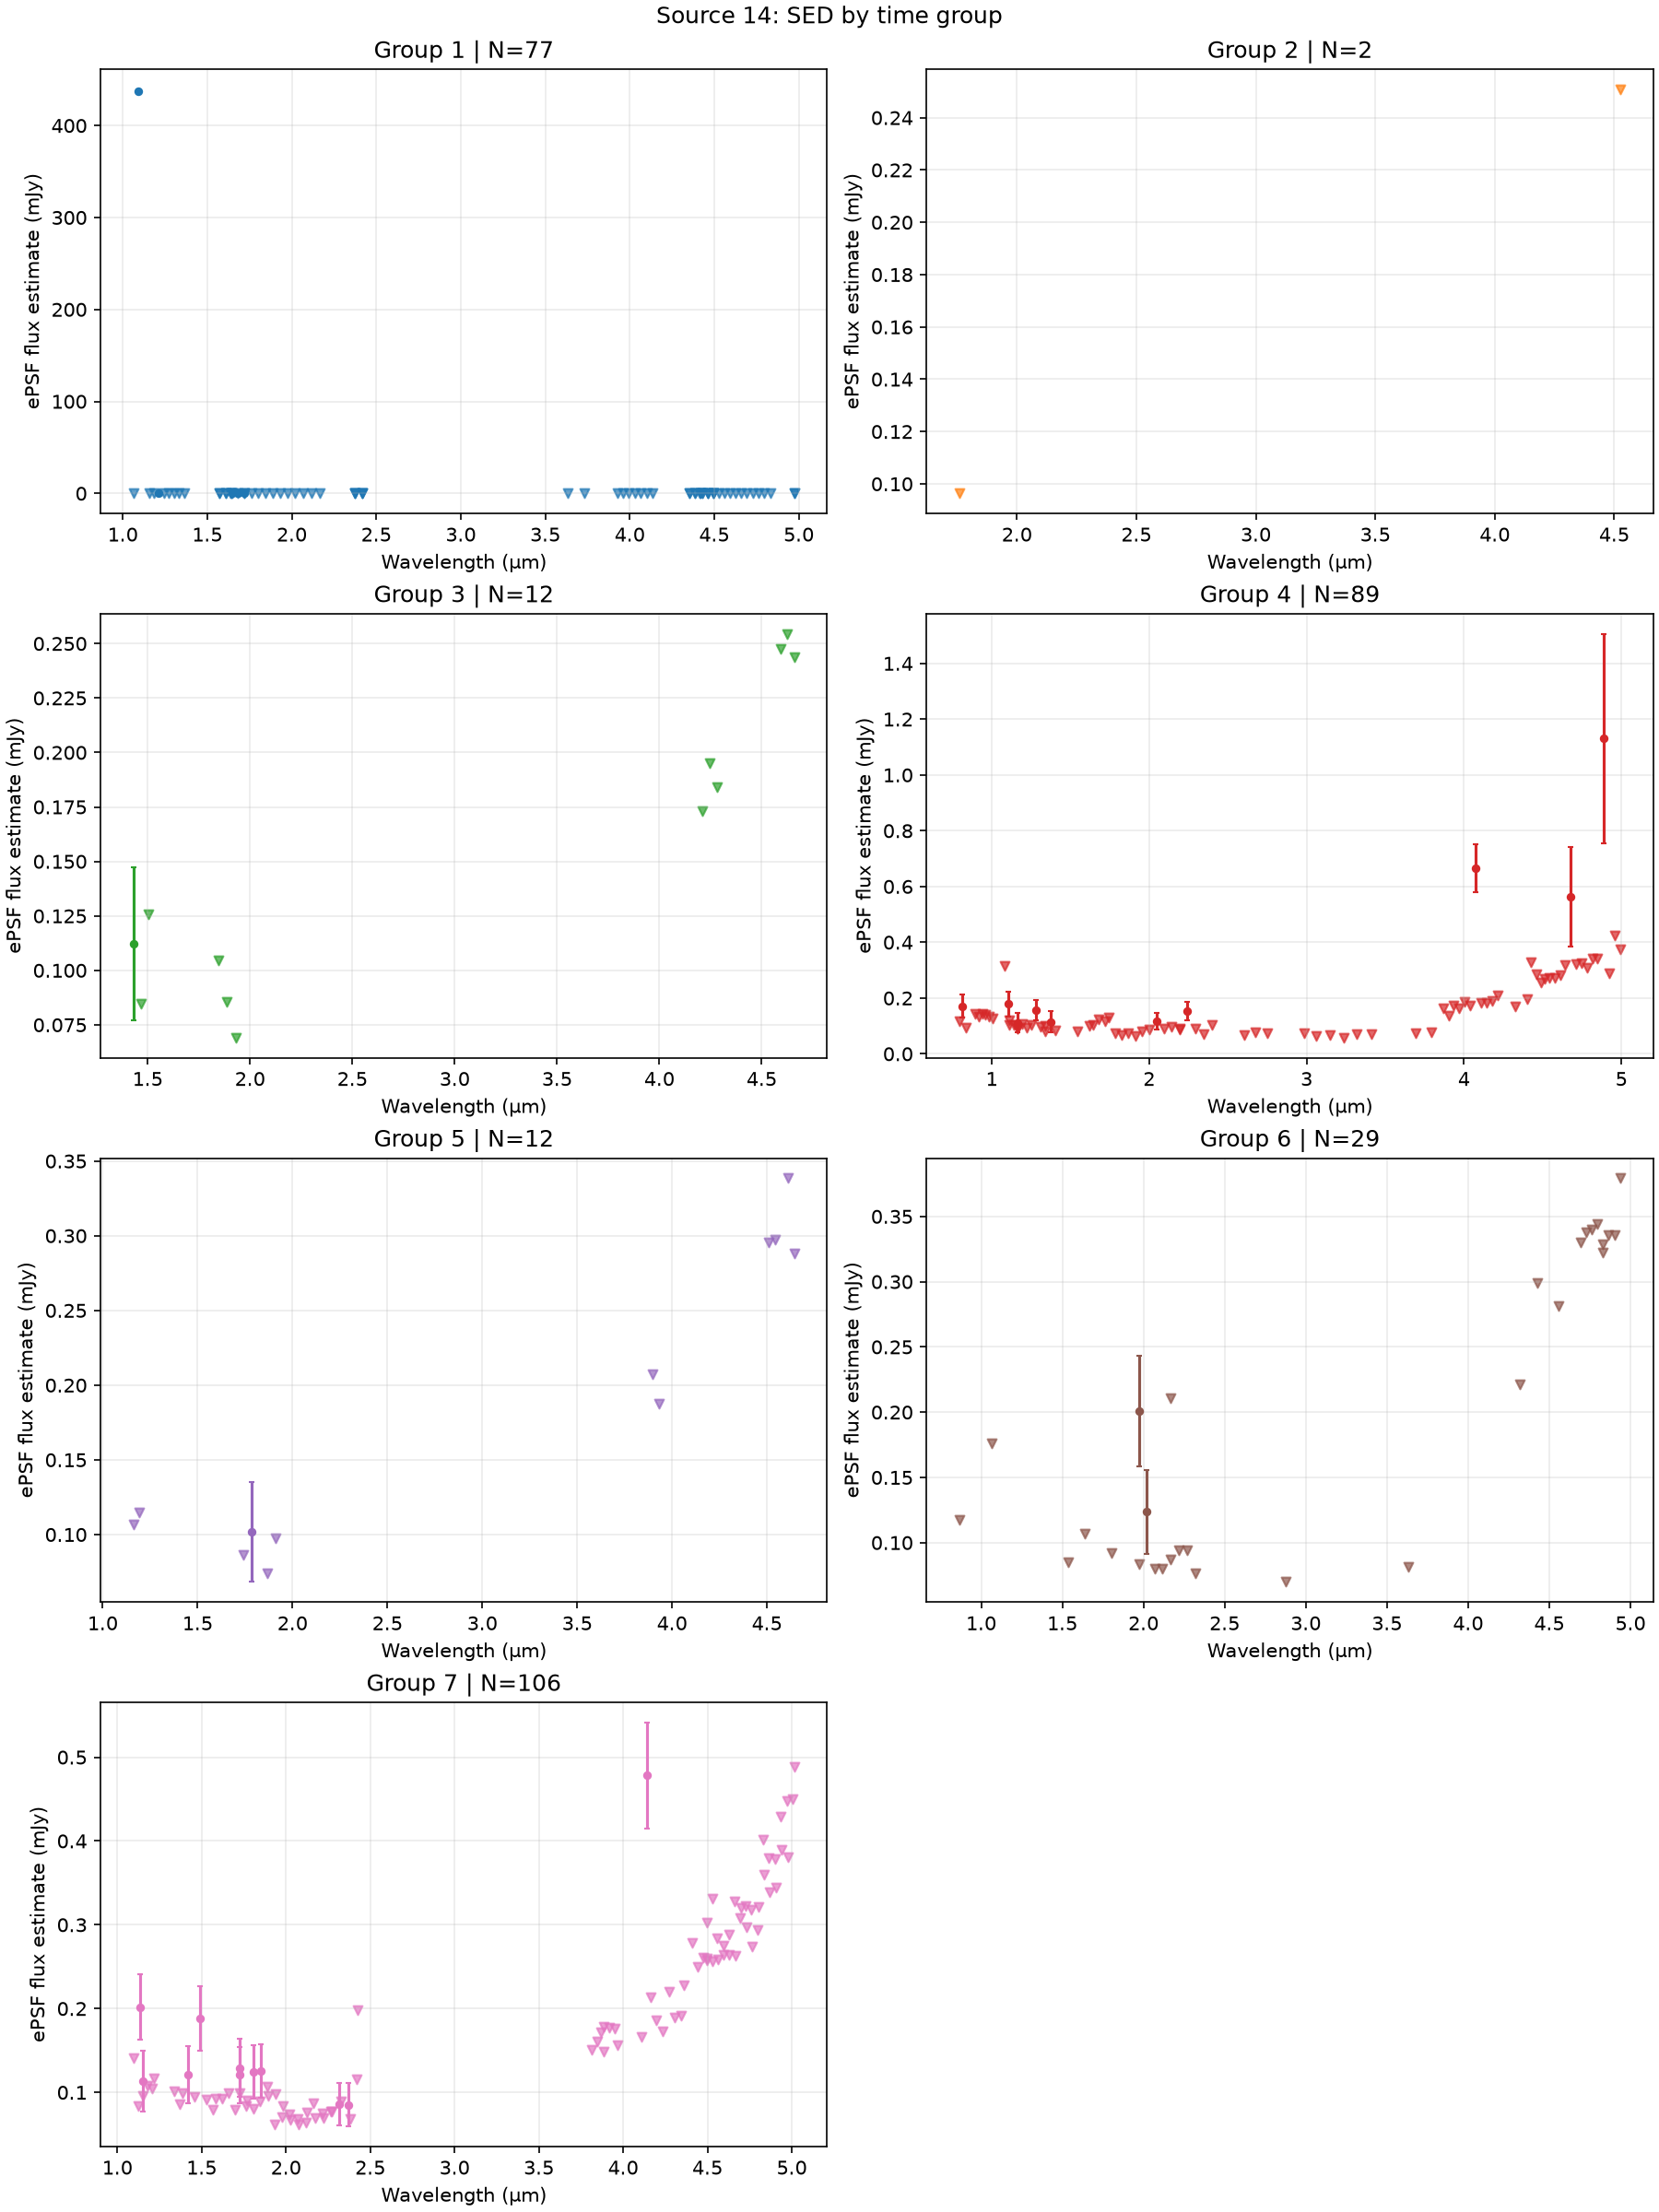 Source 14: SED by time group
Group 1 | N=77
ePSF flux estimate (mJy)
400
300
200
100
0
1.0 1.5 2.0 2.5 3.0 3.5 4.0 4.5 5.0
Wavelength (μm)
Group 2 | N=2
ePSF flux estimate (mJy)
0.24
0.22
0.20
0.18
0.16
0.14
0.12
0.10
2.0 2.5 3.0 3.5 4.0 4.5
Wavelength (μm)
Group 3 | N=12
ePSF flux estimate (mJy)
0.250
0.225
0.200
0.175
0.150
0.125
0.100
0.075
1.5 2.0 2.5 3.0 3.5 4.0 4.5
Wavelength (μm)
Group 4 | N=89
ePSF flux estimate (mJy)
1.4
1.2
1.0
0.8
0.6
0.4
0.2
0.0
1 2 3 4 5
Wavelength (μm)
Group 5 | N=12
ePSF flux estimate (mJy)
0.35
0.30
0.25
0.20
0.15
0.10
1.0 1.5 2.0 2.5 3.0 3.5 4.0 4.5
Wavelength (μm)
Group 6 | N=29
ePSF flux estimate (mJy)
0.35
0.30
0.25
0.20
0.15
0.10
1.0 1.5 2.0 2.5 3.0 3.5 4.0 4.5 5.0
Wavelength (μm)
Group 7 | N=106
ePSF flux estimate (mJy)
0.5
0.4
0.3
0.2
0.1
1.0 1.5 2.0 2.5 3.0 3.5 4.0 4.5 5.0
Wavelength (μm)